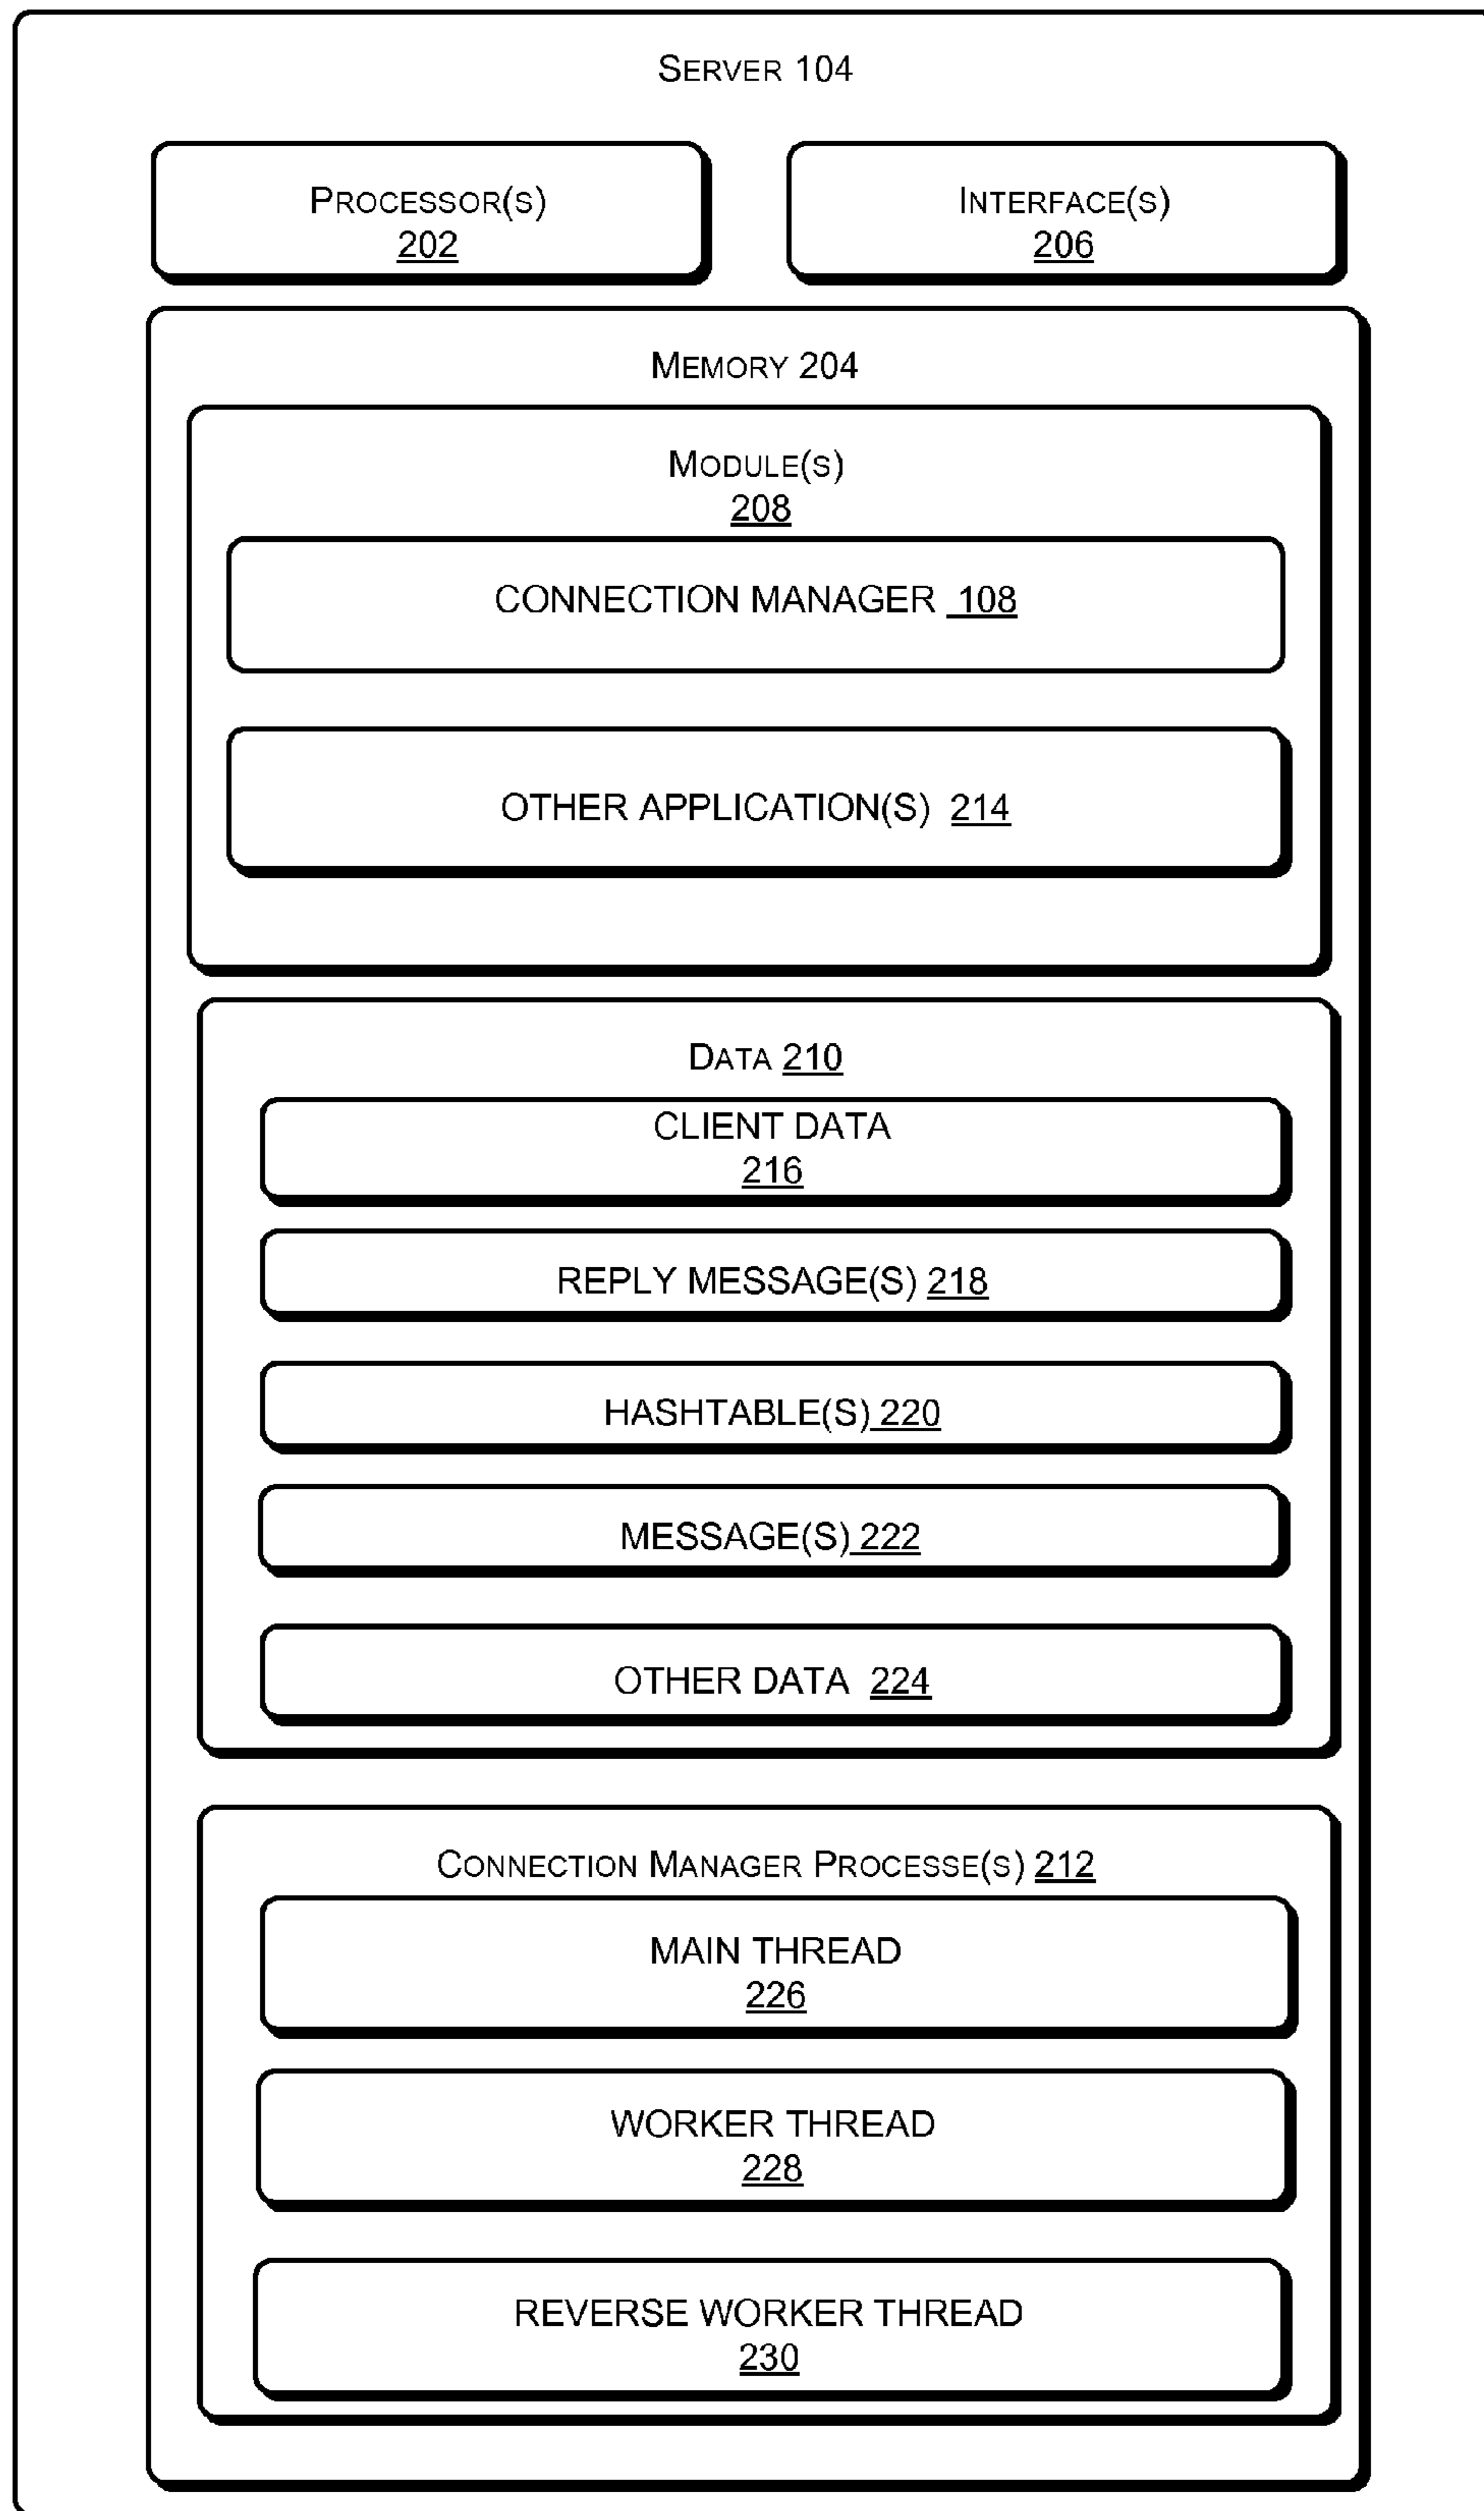 SERVER 104
PROCESSOR(S)
202
INTERFACE(S)
206
MEMORY 204
MODULE(S)
208
CONNECTION MANAGER 108
OTHER APPLICATION(S) 214
DATA 210
CLIENT DATA
216
REPLY MESSAGE(S) 218
HASHTABLE(S) 220
MESSAGE(S) 222
OTHER DATA 224
CONNECTION MANAGER PROCESSE(S) 212
MAIN THREAD
226
WORKER THREAD
228
REVERSE WORKER THREAD
230